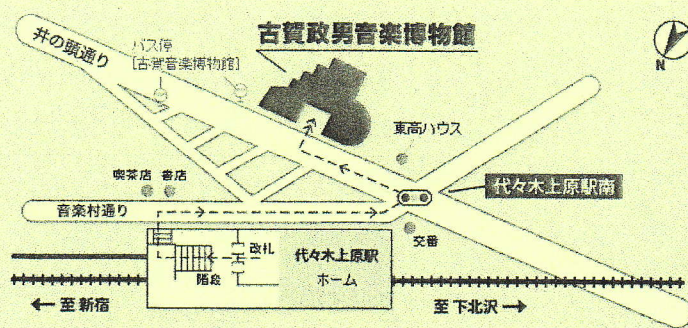 古賀政男音楽博物館
井の頭通り
バス停
[古賀音楽博物館]
N
東高ハウス
喫茶店 書店
代々木上原駅南
音楽村通り
交番
改札
階段
代々木上原駅
ホーム
← 至 新宿
至 下北沢 →